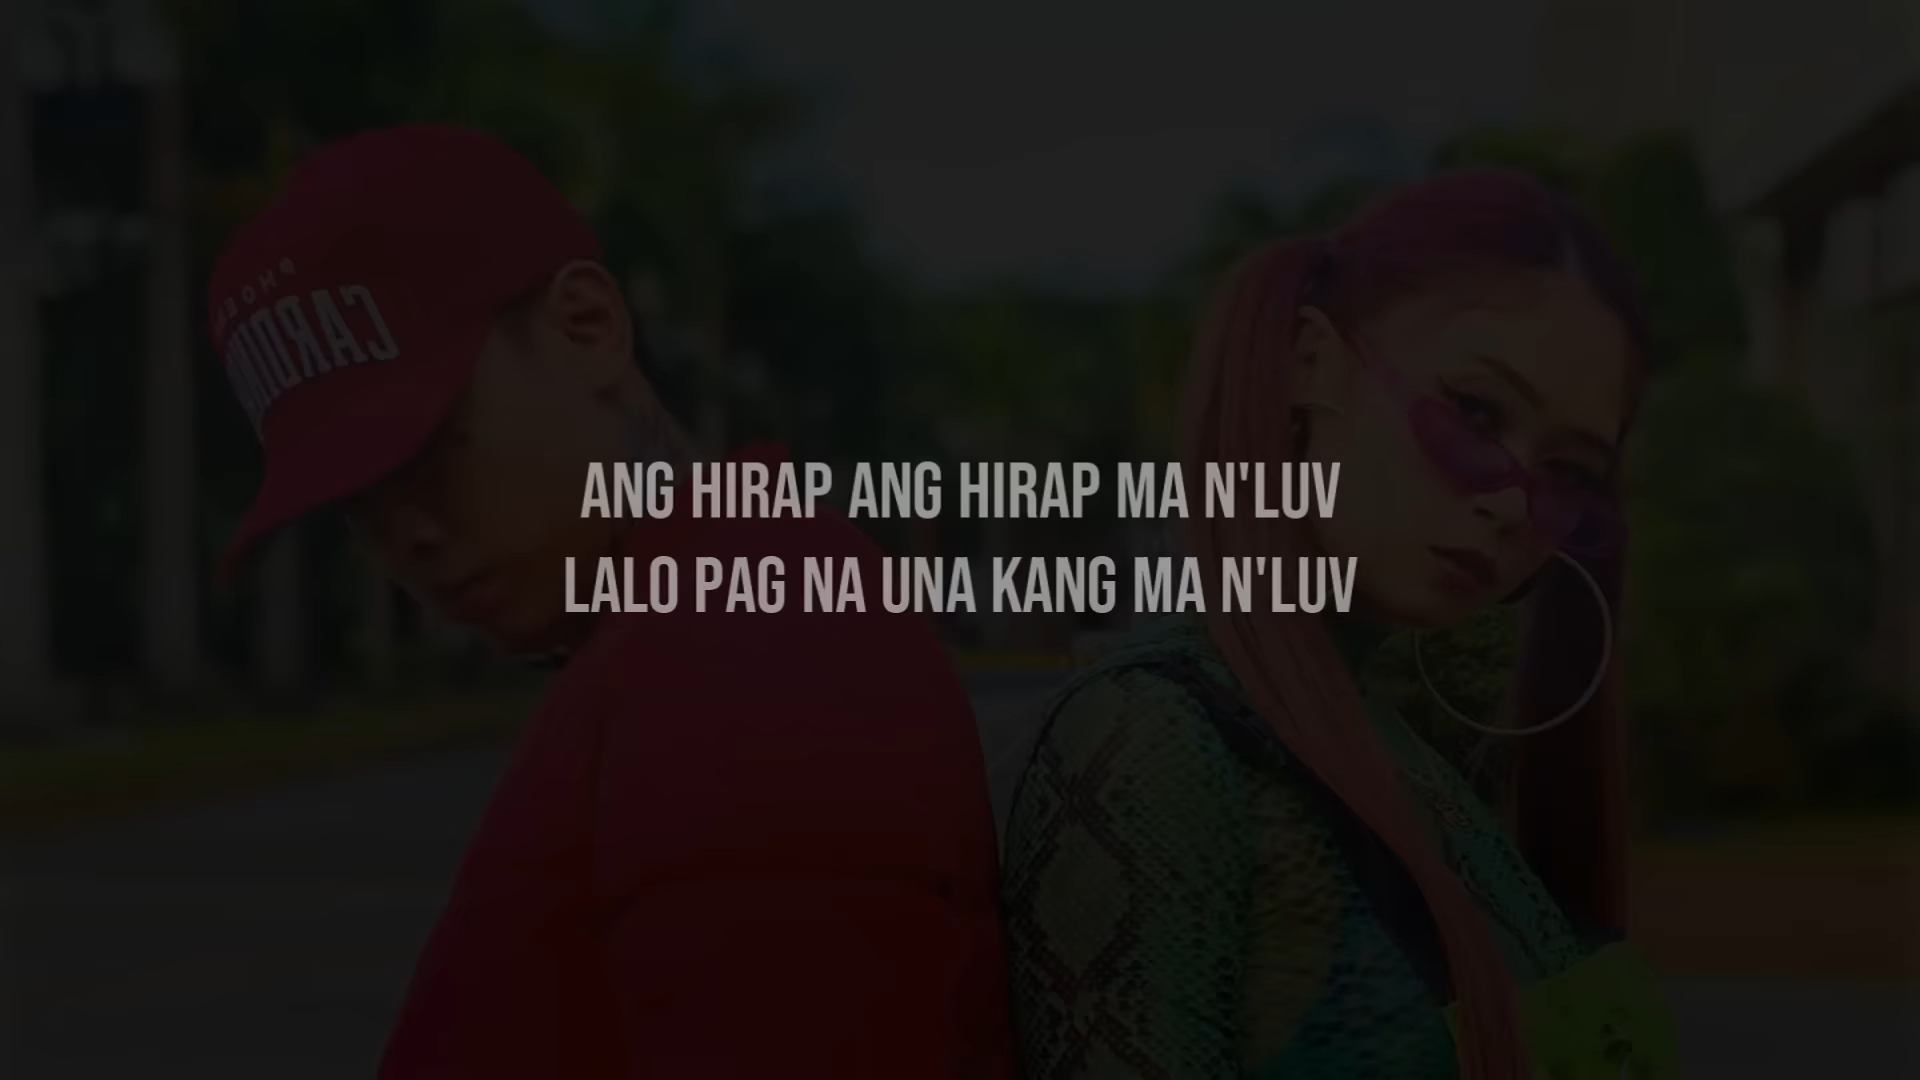 ANG HIRAP ANG HIRAP MA N'LUV
LALO PAG NA UNA KANG MA N'LUV